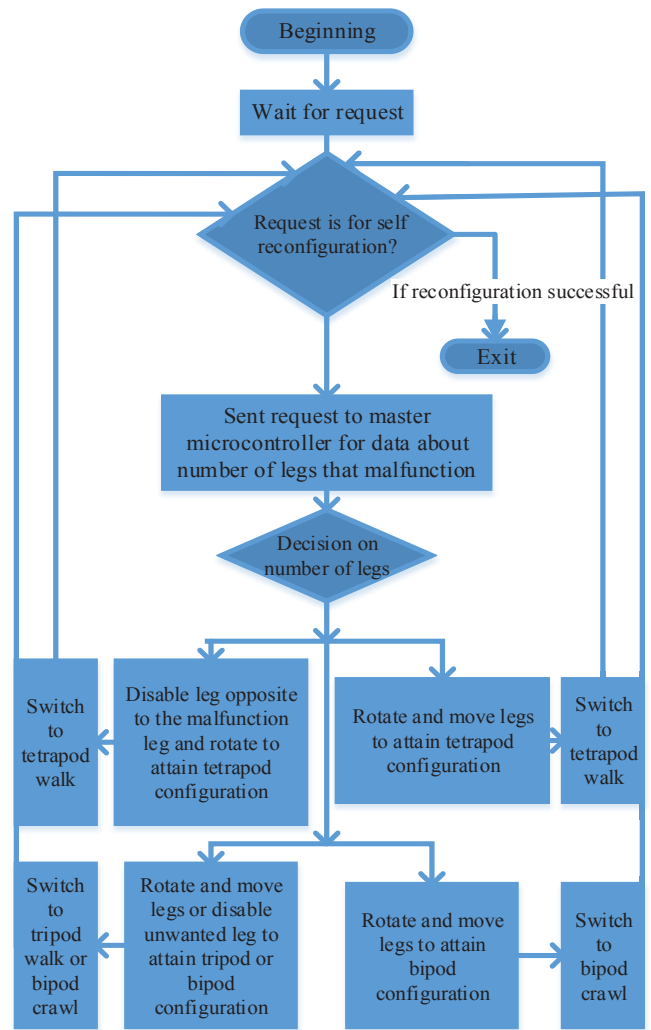 Beginning
Wait for request
Request is for self
reconfiguration?
If reconfiguration successful
Exit
Sent request to master
microcontroller for data about
number of legs that malfunction
Decision on
number of legs
Switch
to
tetrapod
walk
Disable leg opposite
to the malfunction
leg and rotate to
attain tetrapod
configuration
Rotate and move legs
to attain tetrapod
configuration
Switch
to
tetrapod
walk
Switch
to
tripod
walk or
bipod
crawl
Rotate and move
legs or disable
unwanted leg to
attain tripod or
bipod
configuration
Rotate and move
legs to attain
bipod
configuration
Switch
to
bipod
crawl